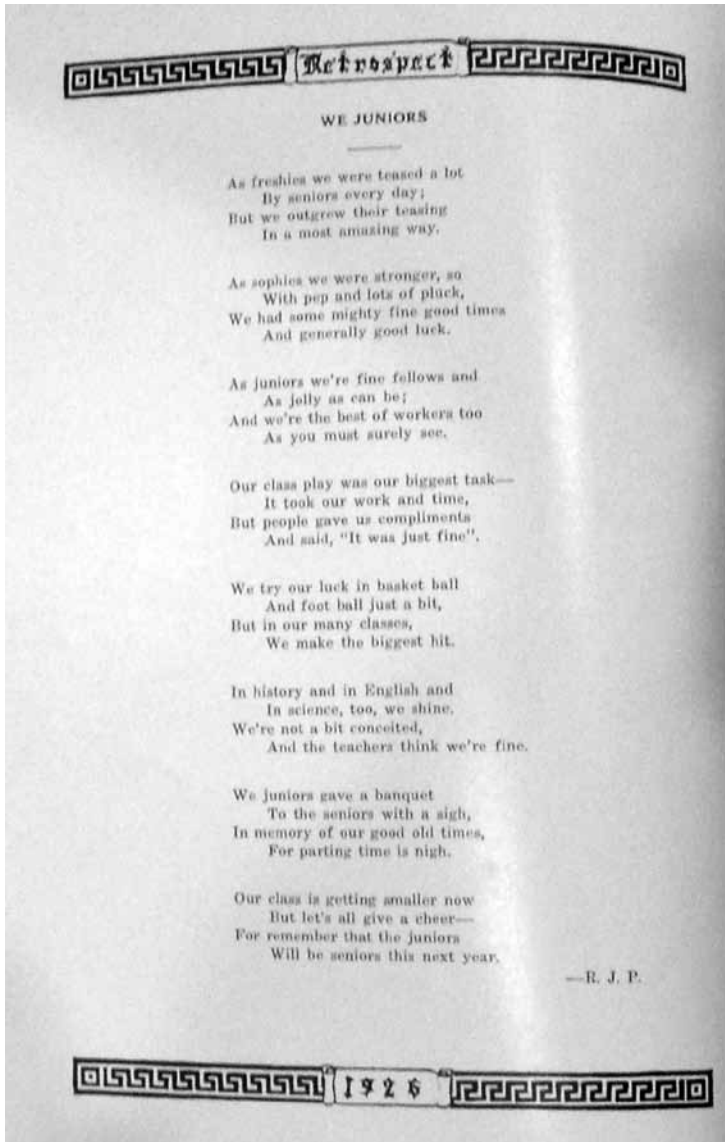 Retrospect
WE JUNIORS
As freshies we were teased a lot
By seniors every day;
But we outgrew their teasing
In a most amazing way.
As sophies we were stronger, so
With pep and lots of pluck,
We had some mighty fine good times
And generally good luck.
As juniors we're fine fellows and
As jolly as can be;
And we're the best of workers too
As you must surely see.
Our class play was our biggest task—
It took our work and time,
But people gave us compliments
And said, "It was just fine".
We try our luck in basket ball
And foot ball just a bit,
But in our many classes,
We make the biggest hit.
In history and in English and
In science, too, we shine.
We're not a bit conceited,
And the teachers think we're fine.
We juniors gave a banquet
To the seniors with a sigh,
In memory of our good old times,
For parting time is nigh.
Our class is getting smaller now
But let's all give a cheer—
For remember that the juniors
Will be seniors this next year.
—R. J. P.
1926